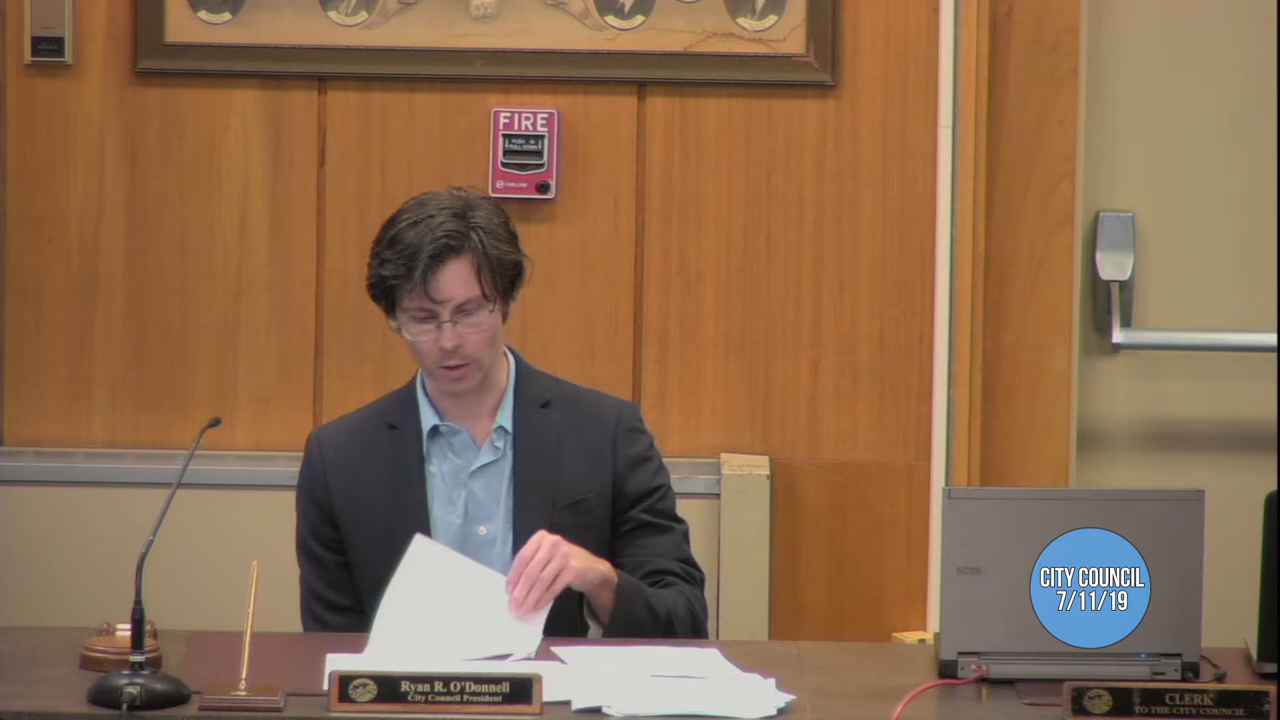 FIRE
PUSH IN
PULL DOWN
CITY COUNCIL
7/11/19
Ryan R. O'Donnell
City Council President
CLERK
TO THE CITY COUNCIL